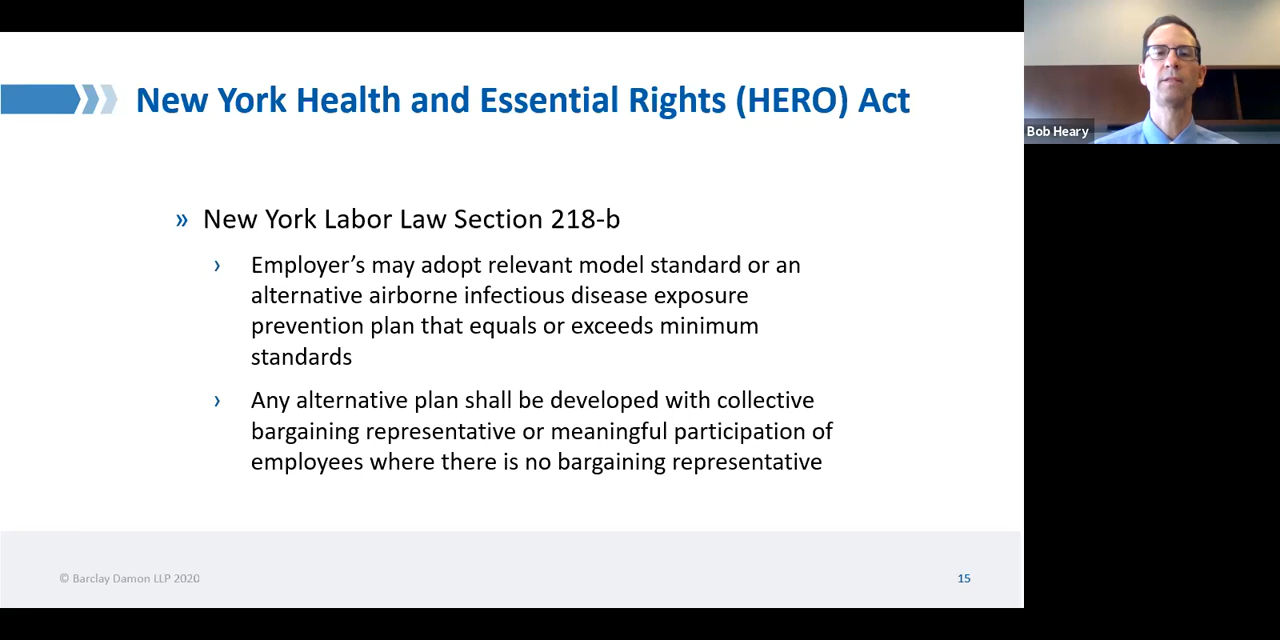 New York Health and Essential Rights (HERO) Act
» New York Labor Law Section 218-b
› Employer’s may adopt relevant model standard or an
alternative airborne infectious disease exposure
prevention plan that equals or exceeds minimum
standards
› Any alternative plan shall be developed with collective
bargaining representative or meaningful participation of
employees where there is no bargaining representative
© Barclay Damon LLP 2020
15
Bob Heary